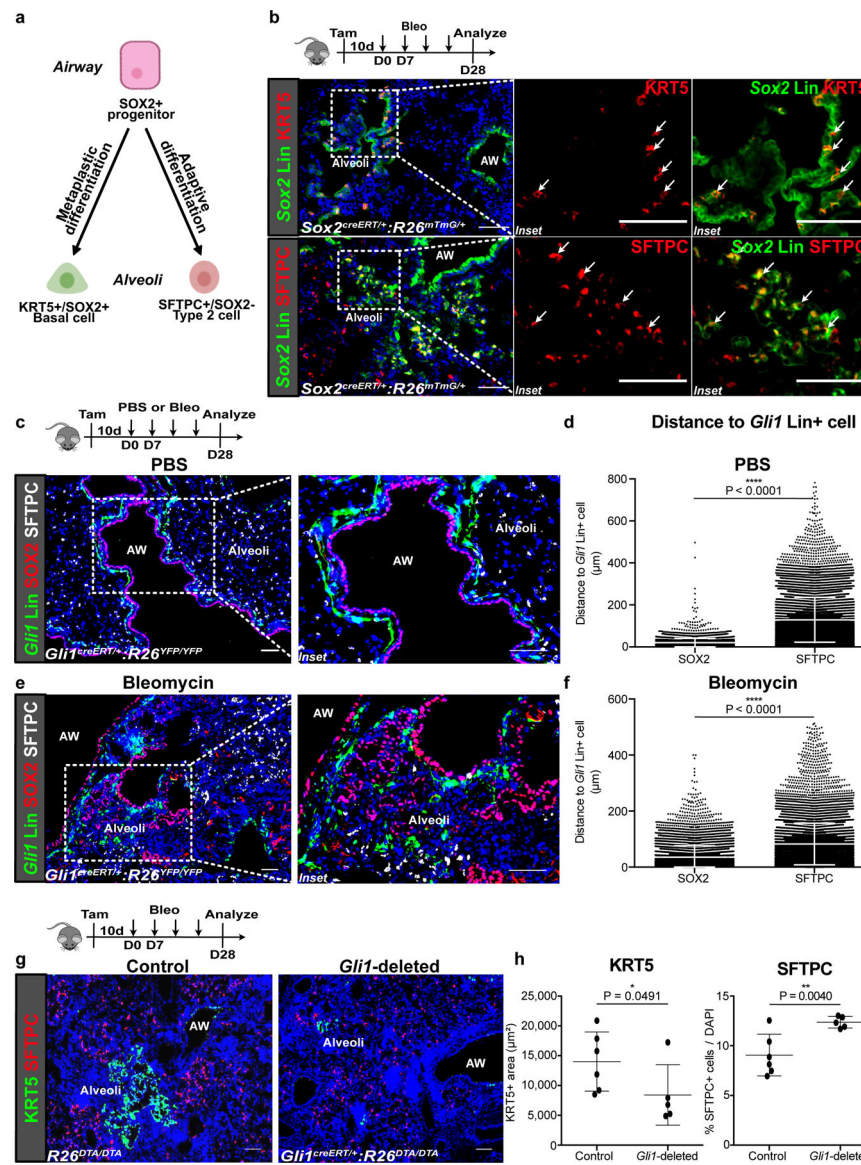 a
Airway
SOX2+
progenitor
Metaplastic
differentiation
Adaptive
differentiation
Alveoli
KRT5+/SOX2+
Basal cell
SFTPC+/SOX2-
Type 2 cell
b
Tam
Bleo
Analyze
10d
D0 D7
D28
Sox2 Lin KRT5
Alveoli
AW
Sox2creERT/+:R26mTmG/+
KRT5
Inset
Sox2 Lin KRT5
Inset
Sox2 Lin SFTPC
AW
Alveoli
Sox2creERT/+:R26mTmG/+
SFTPC
Inset
Sox2 Lin SFTPC
Inset
c
Tam
PBS or Bleo
Analyze
10d
D0 D7
D28
PBS
Gli1 Lin SOX2 SFTPC
AW
Alveoli
Gli1creERT/+:R26YFP/YFP
Alveoli
AW
Inset
d
Distance to Gli1 Lin+ cell
PBS
****
P < 0.0001
Distance to Gli1 Lin+ cell
(µm)
800
600
400
200
0
SOX2
SFTPC
e
Bleomycin
Gli1 Lin SOX2 SFTPC
AW
Alveoli
Gli1creERT/+:R26YFP/YFP
AW
Alveoli
Inset
f
Bleomycin
****
P < 0.0001
Distance to Gli1 Lin+ cell
(µm)
600
400
200
0
SOX2
SFTPC
Tam
Bleo
Analyze
10d
D0 D7
D28
g
Control
KRT5 SFTPC
AW
Alveoli
R26DTA/DTA
Gli1-deleted
Alveoli
AW
Gli1creERT/+:R26DTA/DTA
h
KRT5
*
P = 0.0491
KRT5+ area (µm²)
25,000
20,000
15,000
10,000
5,000
0
Control
Gli1-deleted
SFTPC
**
P = 0.0040
% SFTPC+ cells / DAPI
15
10
5
0
Control
Gli1-deleted